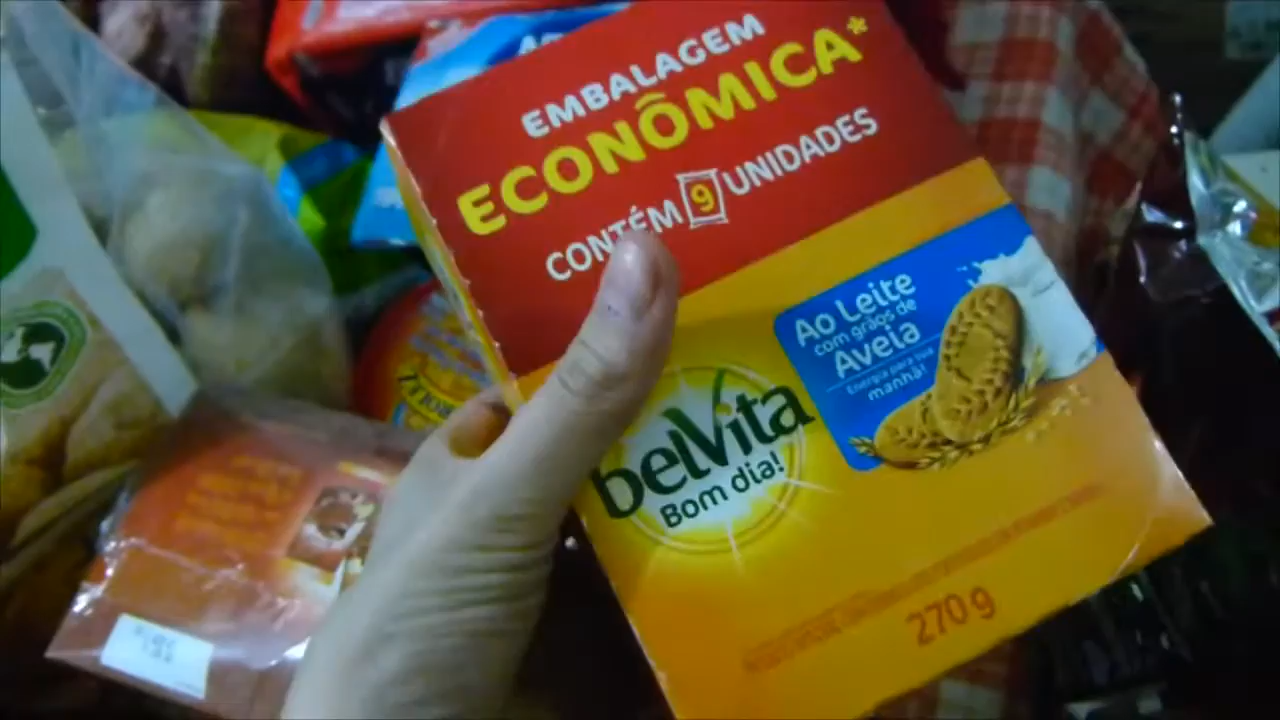 EMBALAGEM
ECONÔMICA*
CONTÉM 9 UNIDADES
Ao Leite
com grãos de
Aveia
Energia para sua
manhã!
belVita
Bom dia!
270 g